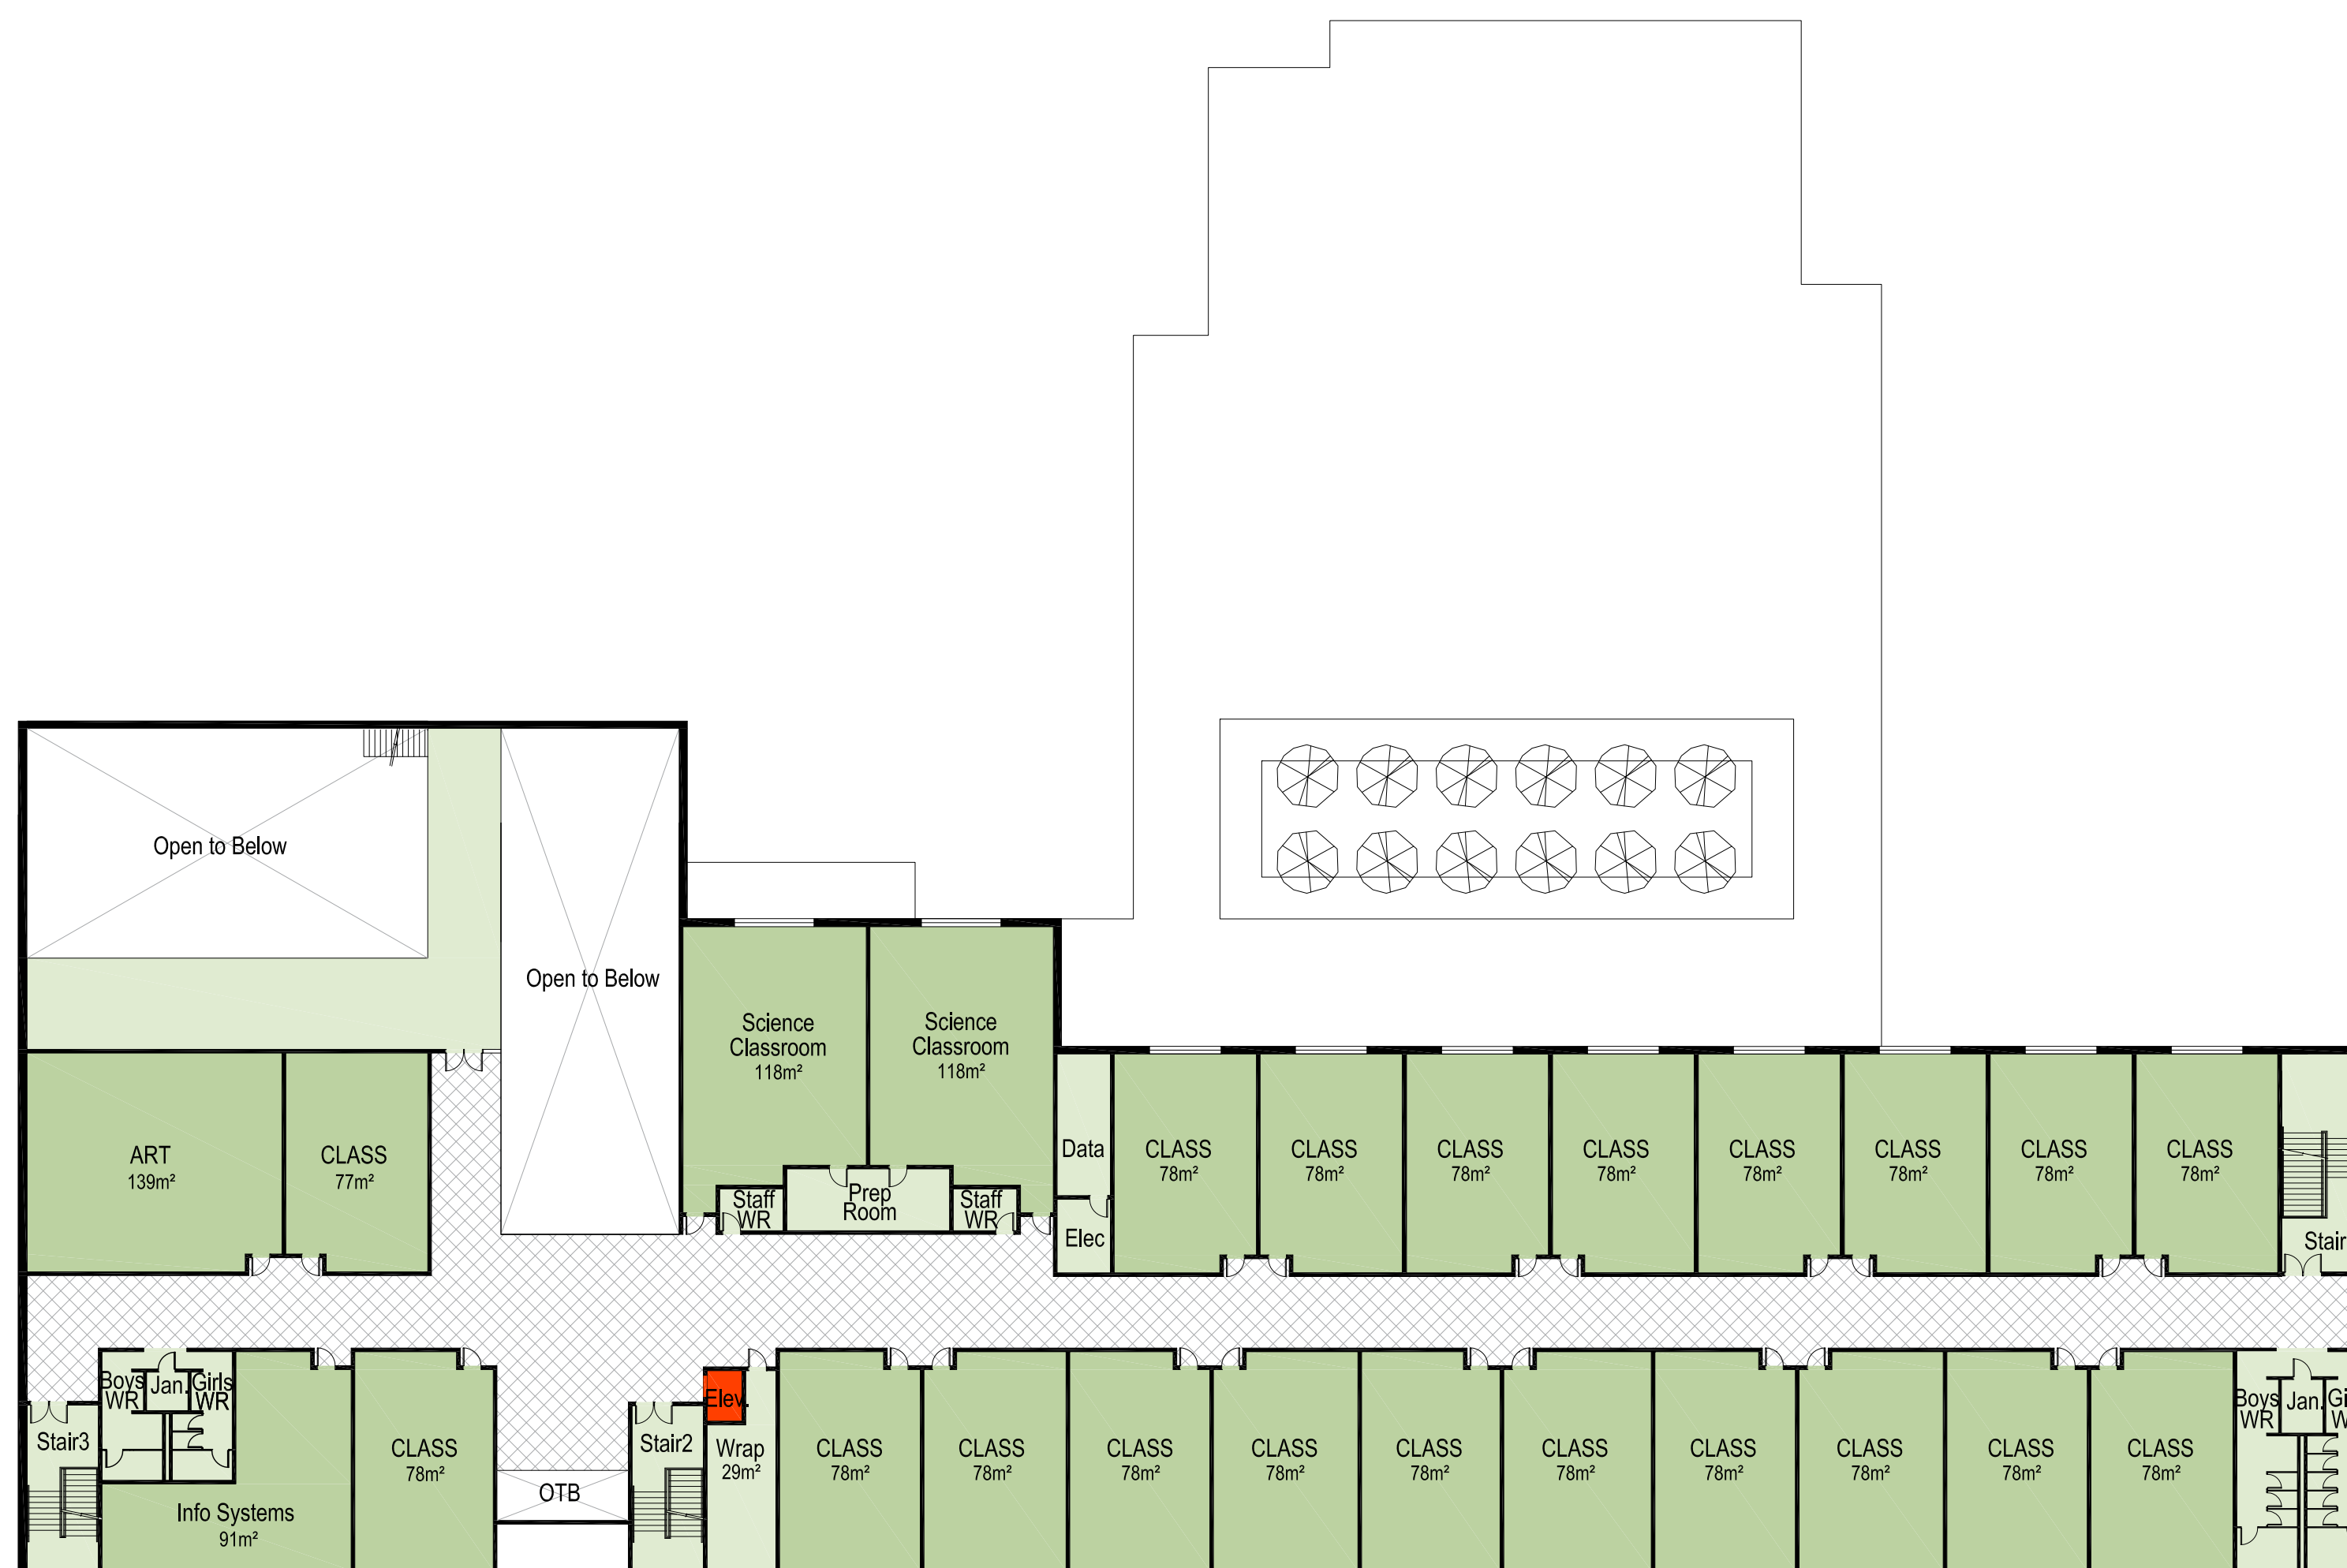 Open to Below
Open to Below
Science
Classroom
118m²
Science
Classroom
118m²
ART
139m²
CLASS
77m²
Staff
WR
Prep
Room
Staff
WR
Data
Elec
CLASS
78m²
CLASS
78m²
CLASS
78m²
CLASS
78m²
CLASS
78m²
CLASS
78m²
CLASS
78m²
CLASS
78m²
Stair
Boys
WR
Jan.
Girls
WR
Stair3
Info Systems
91m²
CLASS
78m²
OTB
Stair2
Elev.
Wrap
29m²
CLASS
78m²
CLASS
78m²
CLASS
78m²
CLASS
78m²
CLASS
78m²
CLASS
78m²
CLASS
78m²
CLASS
78m²
CLASS
78m²
CLASS
78m²
Boys
WR
Jan.